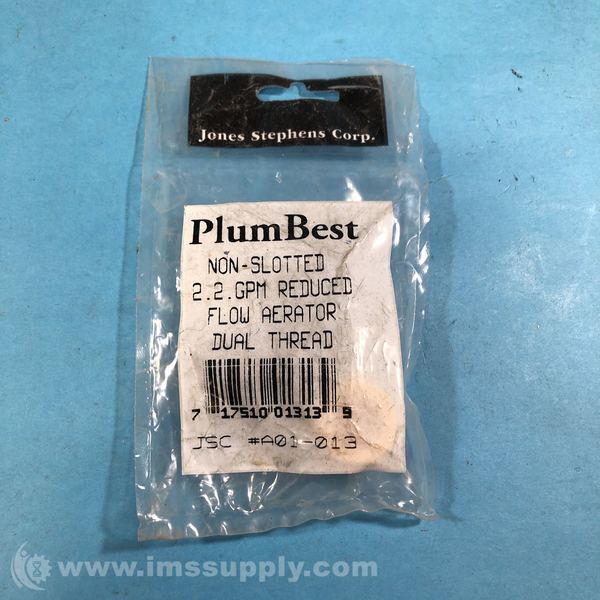 Jones Stephens Corp.
PlumBest
NON-SLOTTED
2.2.GPM REDUCED
FLOW AERATOR
DUAL THREAD
7 17510 01313 9
JSC #A01-013
www.imssupply.com